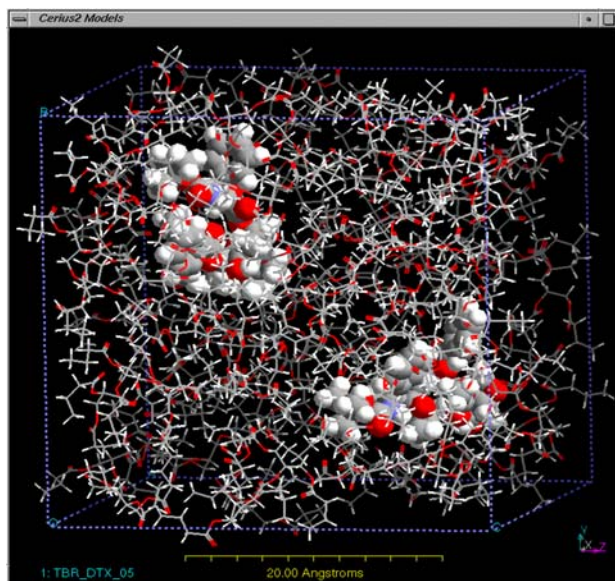 Cerius2 Models
B
O
C
Y
X
Z
1: TBR_DTX_05
20.00 Angstroms